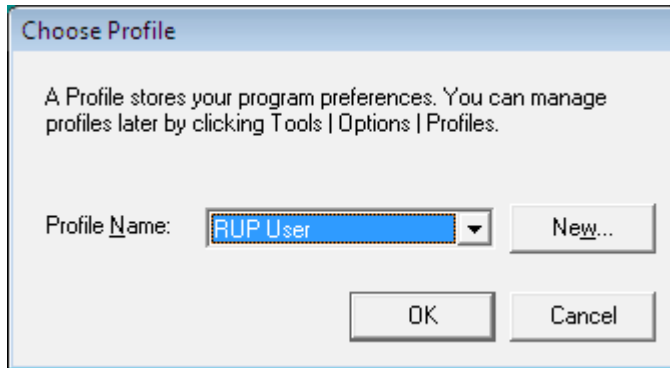 Choose Profile
A Profile stores your program preferences. You can manage
profiles later by clicking Tools | Options | Profiles.
Profile Name: RUP User New...
OK Cancel